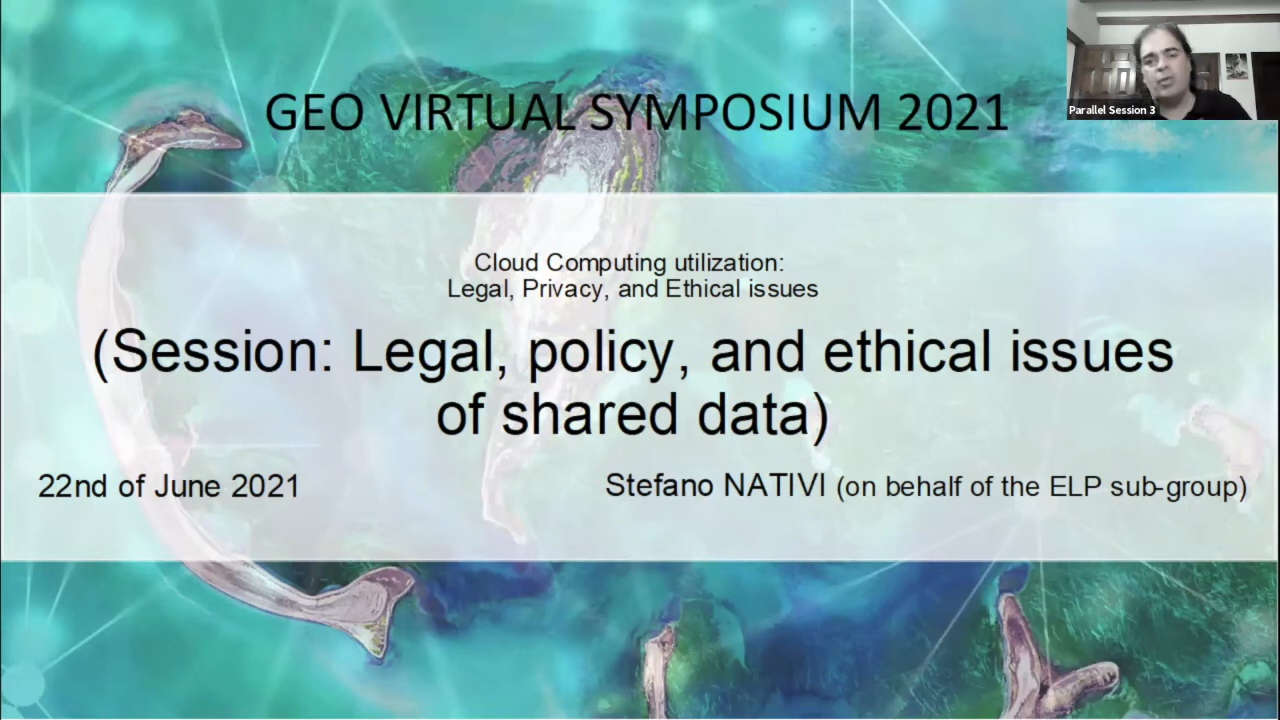 GEO VIRTUAL SYMPOSIUM 2021
Parallel Session 3
Cloud Computing utilization:
Legal, Privacy, and Ethical issues
(Session: Legal, policy, and ethical issues
of shared data)
22nd of June 2021
Stefano NATIVI (on behalf of the ELP sub-group)